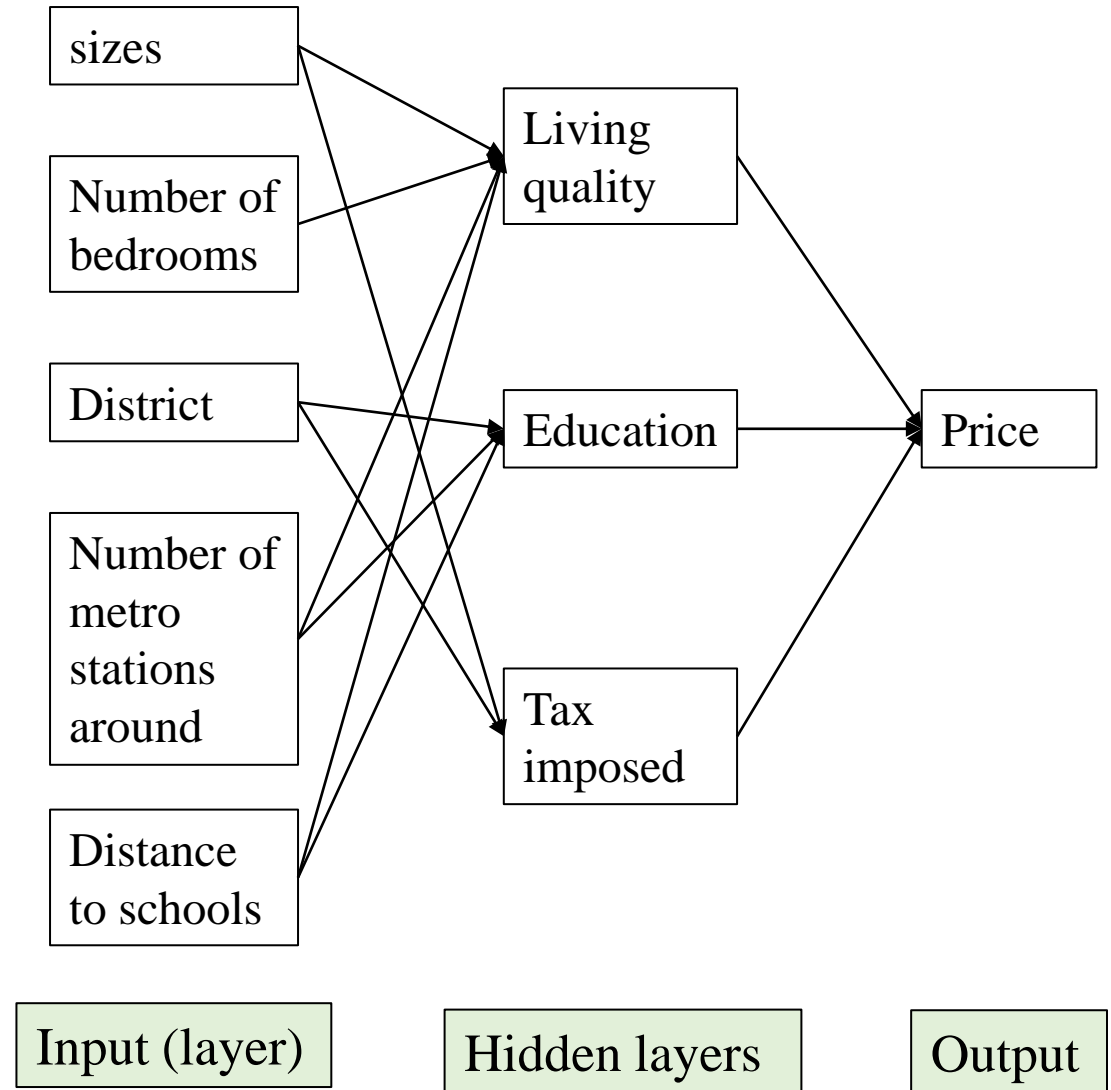 sizes
Number of
bedrooms
District
Number of
metro
stations
around
Distance
to schools
Living
quality
Education
Tax
imposed
Price
Input (layer)
Hidden layers
Output